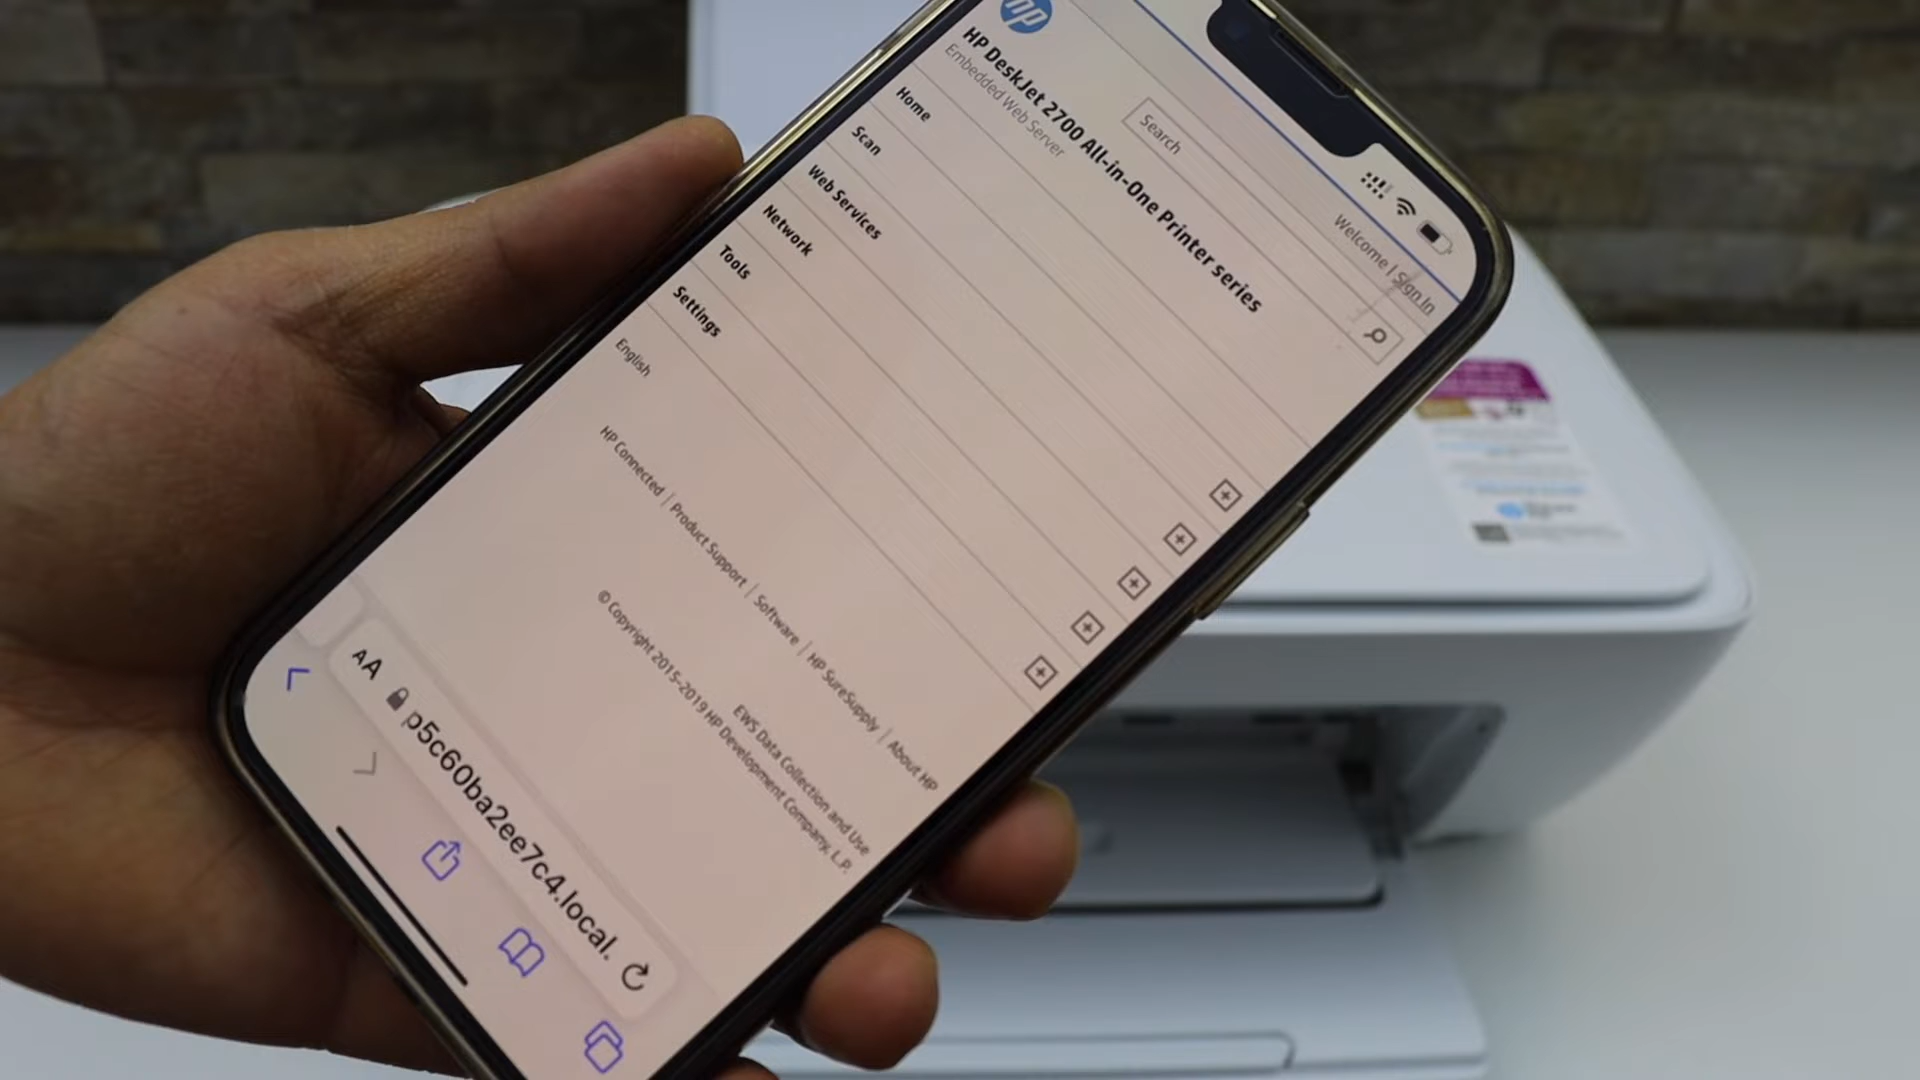 hp
Welcome | Sign In
Search
HP DeskJet 2700 All-in-One Printer series
Embedded Web Server
Home
Scan
Web Services
Network
Tools
Settings
English
HP Connected | Product Support | Software | HP SureSupply | About HP
EWS Data Collection and Use
© Copyright 2015-2019 HP Development Company, L.P.
AA p5c60ba2ee7c4.local.